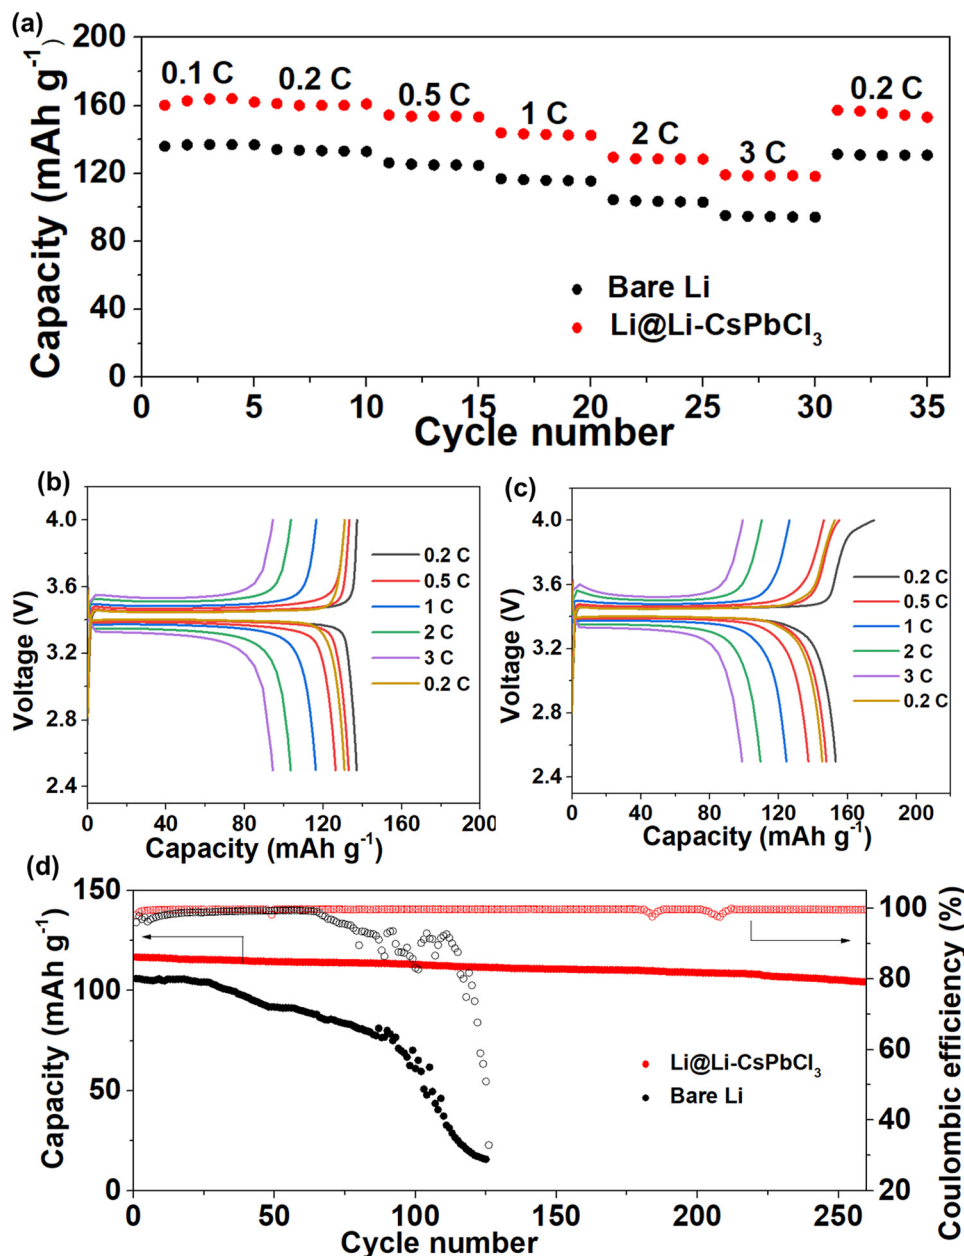 (a)
200
160
120
80
40
0
Capacity (mAh g⁻¹)
0.1 C
0.2 C
0.5 C
1 C
2 C
3 C
0.2 C
Bare Li
Li@Li-CsPbCl₃
0 5 10 15 20 25 30 35
Cycle number
(b)
4.0
3.6
3.2
2.8
2.4
Voltage (V)
0.2 C
0.5 C
1 C
2 C
3 C
0.2 C
0 40 80 120 160 200
Capacity (mAh g⁻¹)
(c)
4.0
3.6
3.2
2.8
2.4
Voltage (V)
0.2 C
0.5 C
1 C
2 C
3 C
0.2 C
0 40 80 120 160 200
Capacity (mAh g⁻¹)
(d)
150
100
50
0
Capacity (mAh g⁻¹)
Li@Li-CsPbCl₃
Bare Li
100
80
60
40
20
Coulombic efficiency (%)
0 50 100 150 200 250
Cycle number